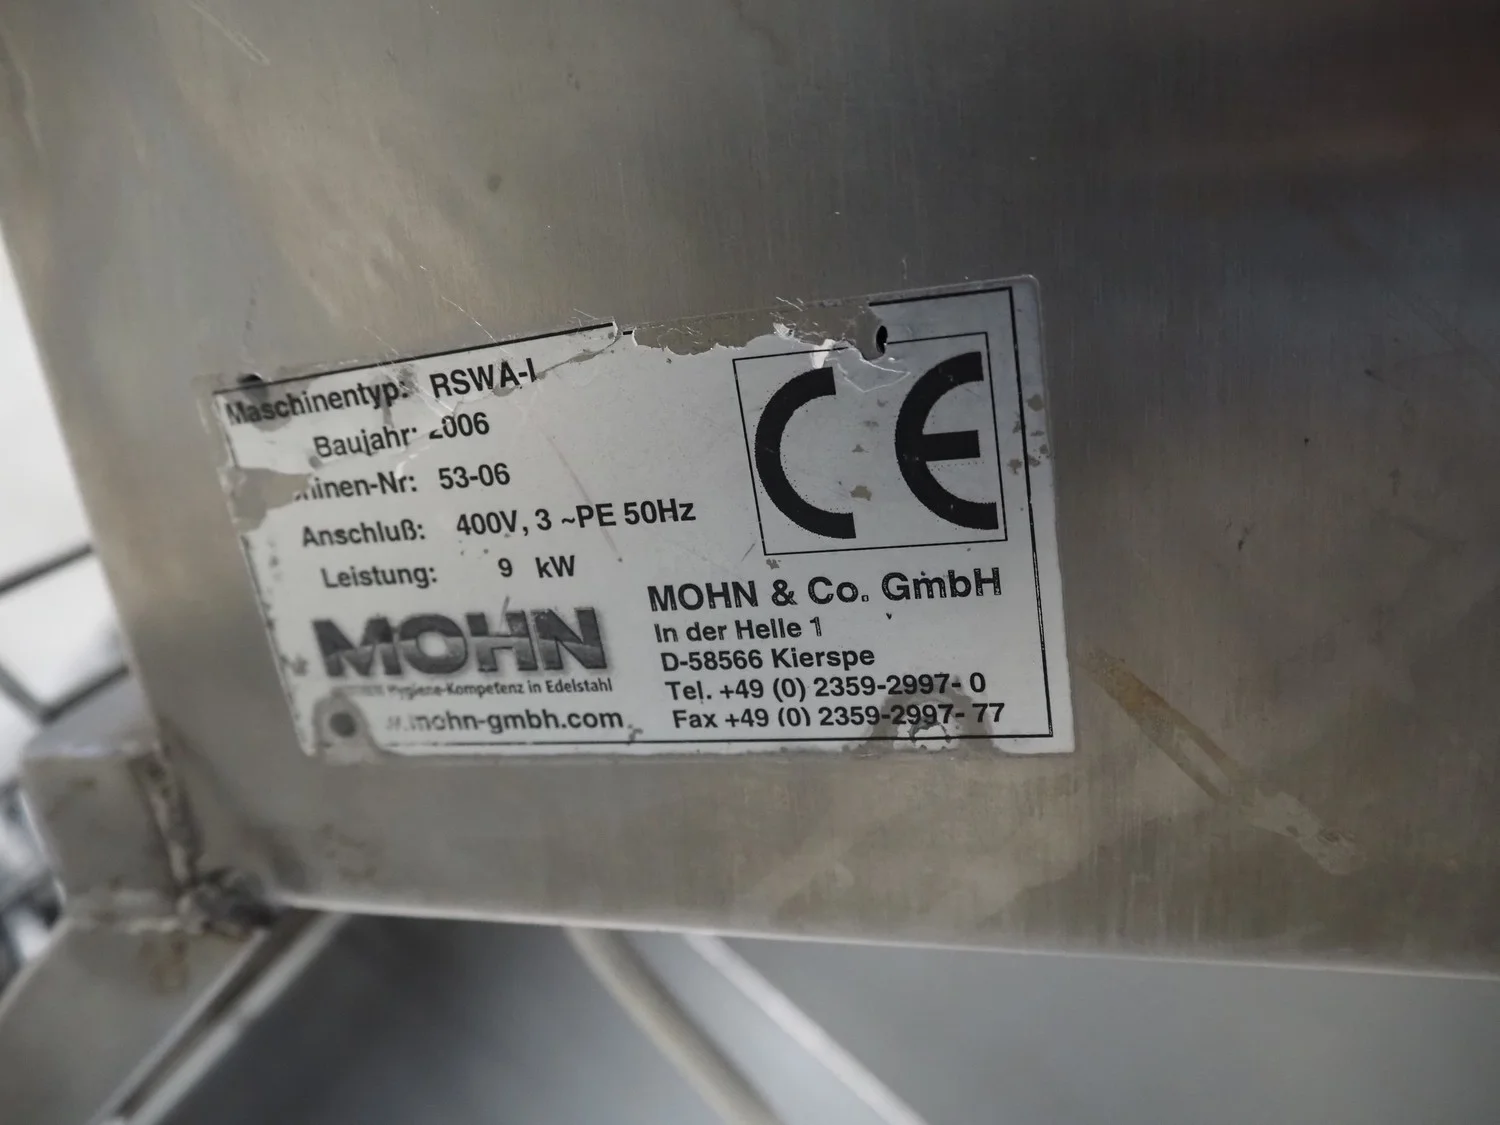 Maschinentyp: RSWA-I
Baujahr: 2006
hinen-Nr: 53-06
Anschluß: 400V, 3 ~PE 50Hz
Leistung: 9 kW
CE
MOHN
Hygiene-Kompetenz in Edelstahl
.mohn-gmbh.com
MOHN & Co. GmbH
In der Helle 1
D-58566 Kierspe
Tel. +49 (0) 2359-2997- 0
Fax +49 (0) 2359-2997- 77